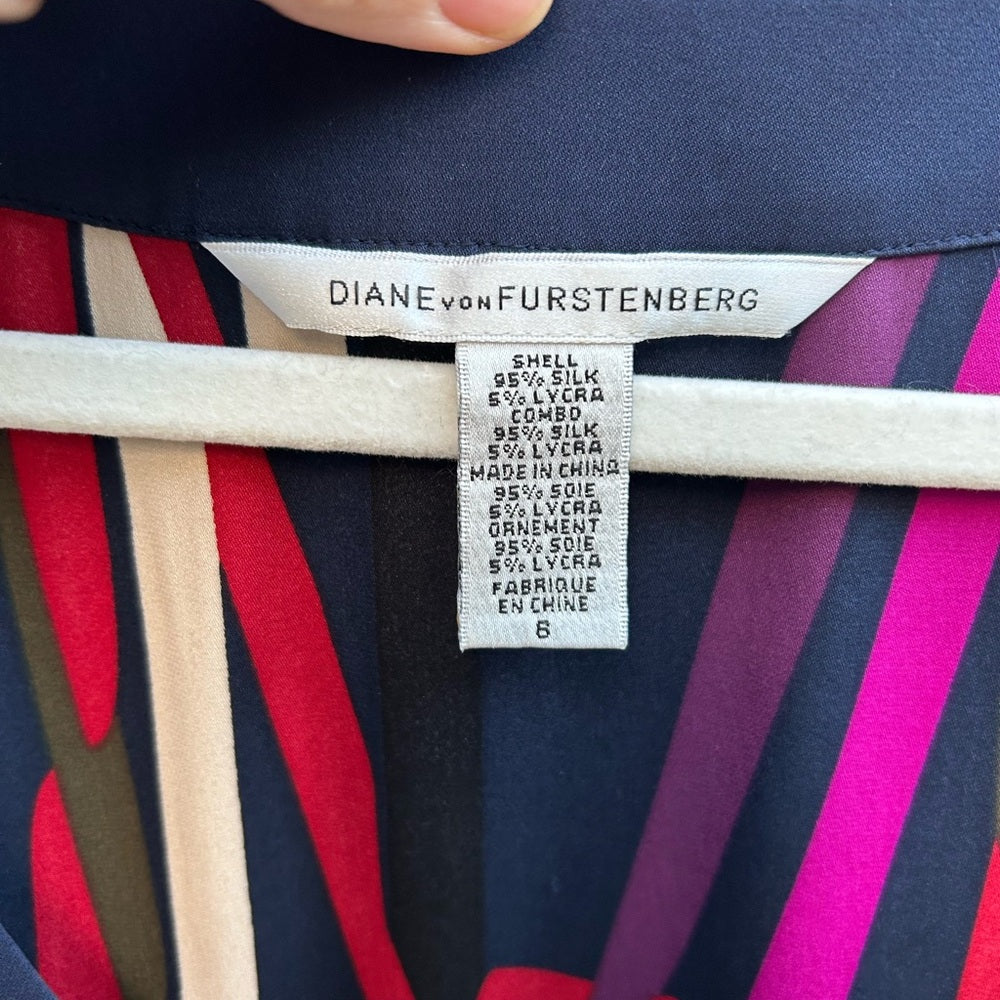 DIANE VON FURSTENBERG
SHELL
95% SILK
5% LYCRA
COMBO
95% SILK
5% LYCRA
MADE IN CHINA
95% SOIE
5% LYCRA
ORNEMENT
95% SOIE
5% LYCRA
FABRIQUE
EN CHINE
6